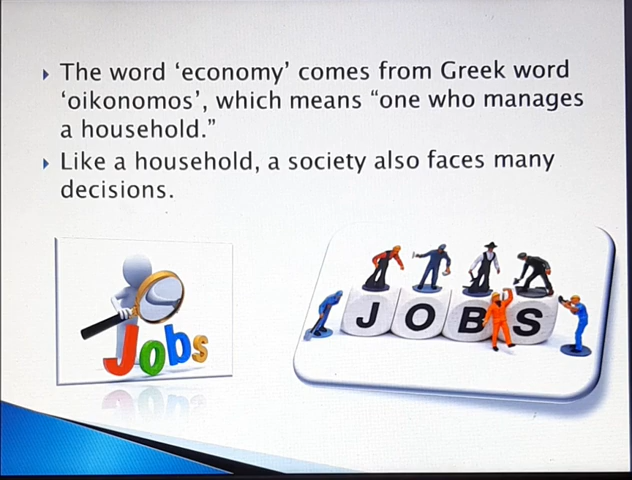 The word ‘economy’ comes from Greek word
‘oikonomos’, which means “one who manages
a household.”
Like a household, a society also faces many
decisions.
Jobs
JOBS